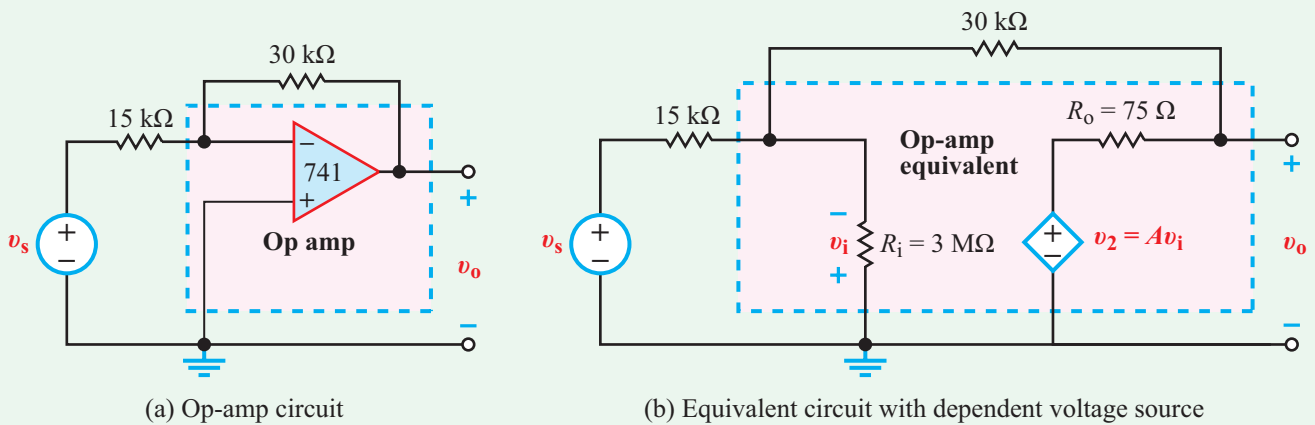 30 kΩ
15 kΩ
−
741
+
Op amp
+
−
v_s
+
v_o
−
(a) Op-amp circuit
30 kΩ
15 kΩ
R_o = 75 Ω
Op-amp
equivalent
+
−
v_s
−
v_i
+
R_i = 3 MΩ
+
−
v_2 = Av_i
+
v_o
−
(b) Equivalent circuit with dependent voltage source